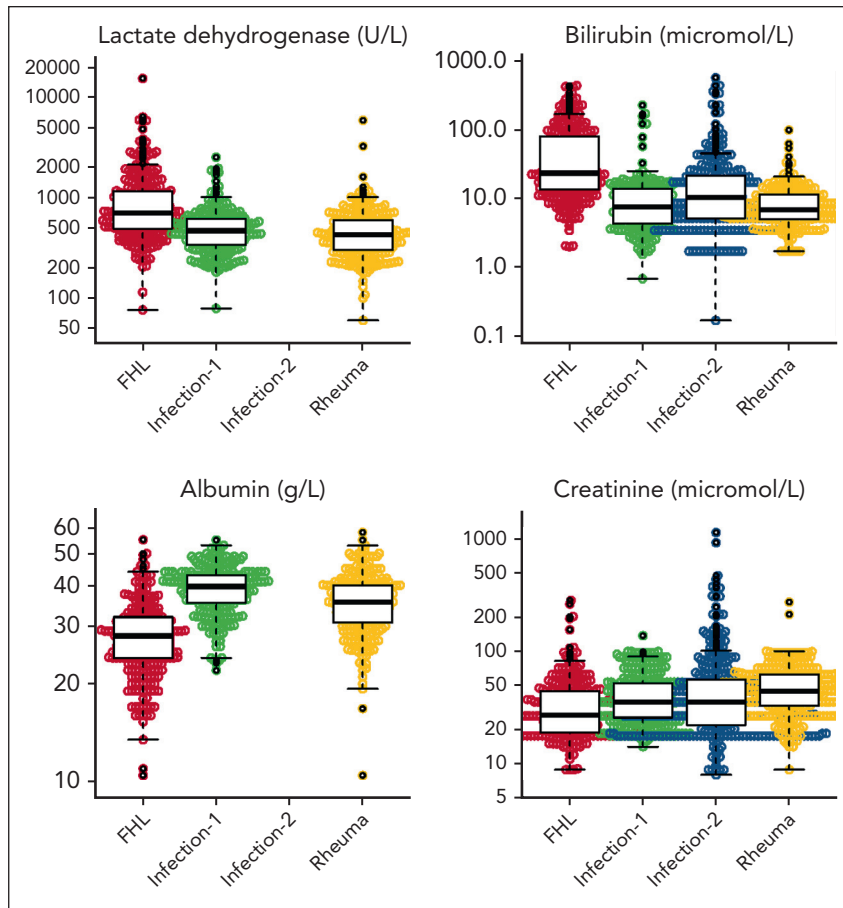 Lactate dehydrogenase (U/L)
20000
10000
5000
2000
1000
500
200
100
50
FHL
Infection-1
Infection-2
Rheuma
Bilirubin (micromol/L)
1000.0
100.0
10.0
1.0
0.1
FHL
Infection-1
Infection-2
Rheuma
Albumin (g/L)
60
50
40
30
20
10
FHL
Infection-1
Infection-2
Rheuma
Creatinine (micromol/L)
1000
500
200
100
50
20
10
5
FHL
Infection-1
Infection-2
Rheuma